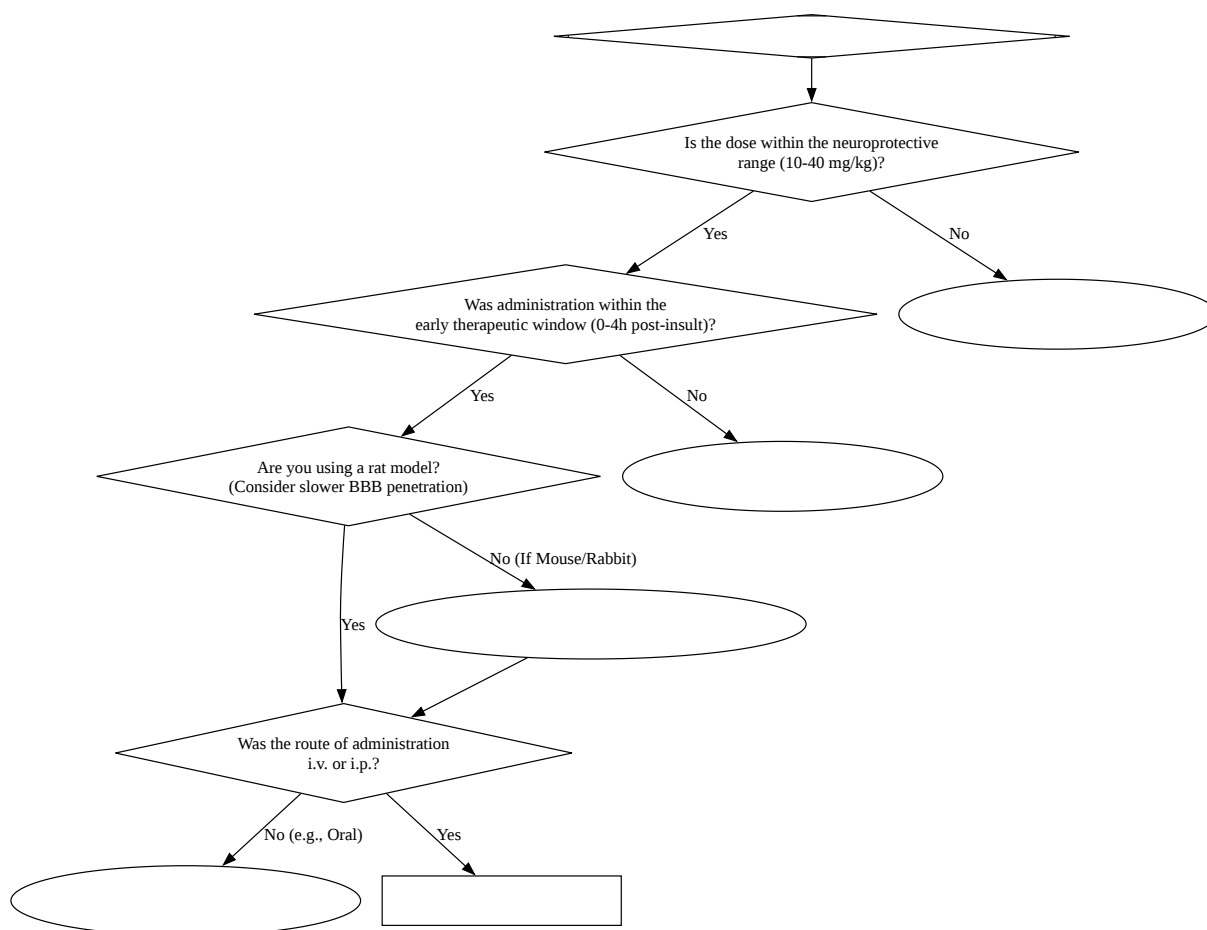 Is the dose within the neuroprotective
range (10-40 mg/kg)?
Yes
No
Was administration within the
early therapeutic window (0-4h post-insult)?
Yes
No
Are you using a rat model?
(Consider slower BBB penetration)
No (If Mouse/Rabbit)
Yes
Was the route of administration
i.v. or i.p.?
No (e.g., Oral)
Yes